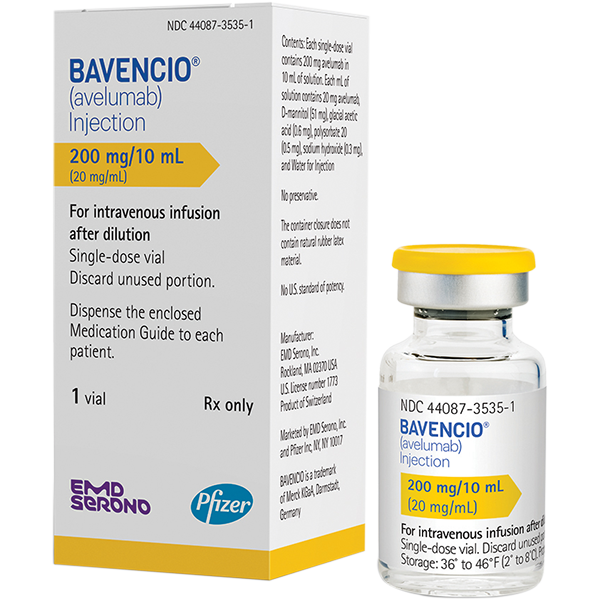 NDC 44087-3535-1
BAVENCIO®
(avelumab)
Injection
200 mg/10 mL
(20 mg/mL)
For intravenous infusion
after dilution
Single-dose vial
Discard unused portion.
Dispense the enclosed
Medication Guide to each
patient.
1 vial
Rx only
EMD
SERONO
Pfizer
Contents: Each single-dose vial
contains 200 mg avelumab in
10 mL of solution. Each mL of
solution contains 20 mg avelumab,
D-mannitol (51 mg), glacial acetic
acid (0.6 mg), polysorbate 20
(0.5 mg), sodium hydroxide (0.3 mg),
and Water for Injection
No preservative.
The container closure does not
contain natural rubber latex
material.
No U.S. standard of potency.
Manufacturer:
EMD Serono, Inc.
Rockland, MA 02370 USA
U.S. License number 1773
Product of Switzerland
Marketed by EMD Serono, Inc.
and Pfizer Inc, NY, NY 10017
BAVENCIO is a trademark
of Merck KGaA, Darmstadt,
Germany
NDC 44087-3535-1
BAVENCIO®
(avelumab)
Injection
200 mg/10 mL
(20 mg/mL)
For intravenous infusion after
Single-dose vial. Discard unused
Storage: 36° to 46°F (2° to 8°C).